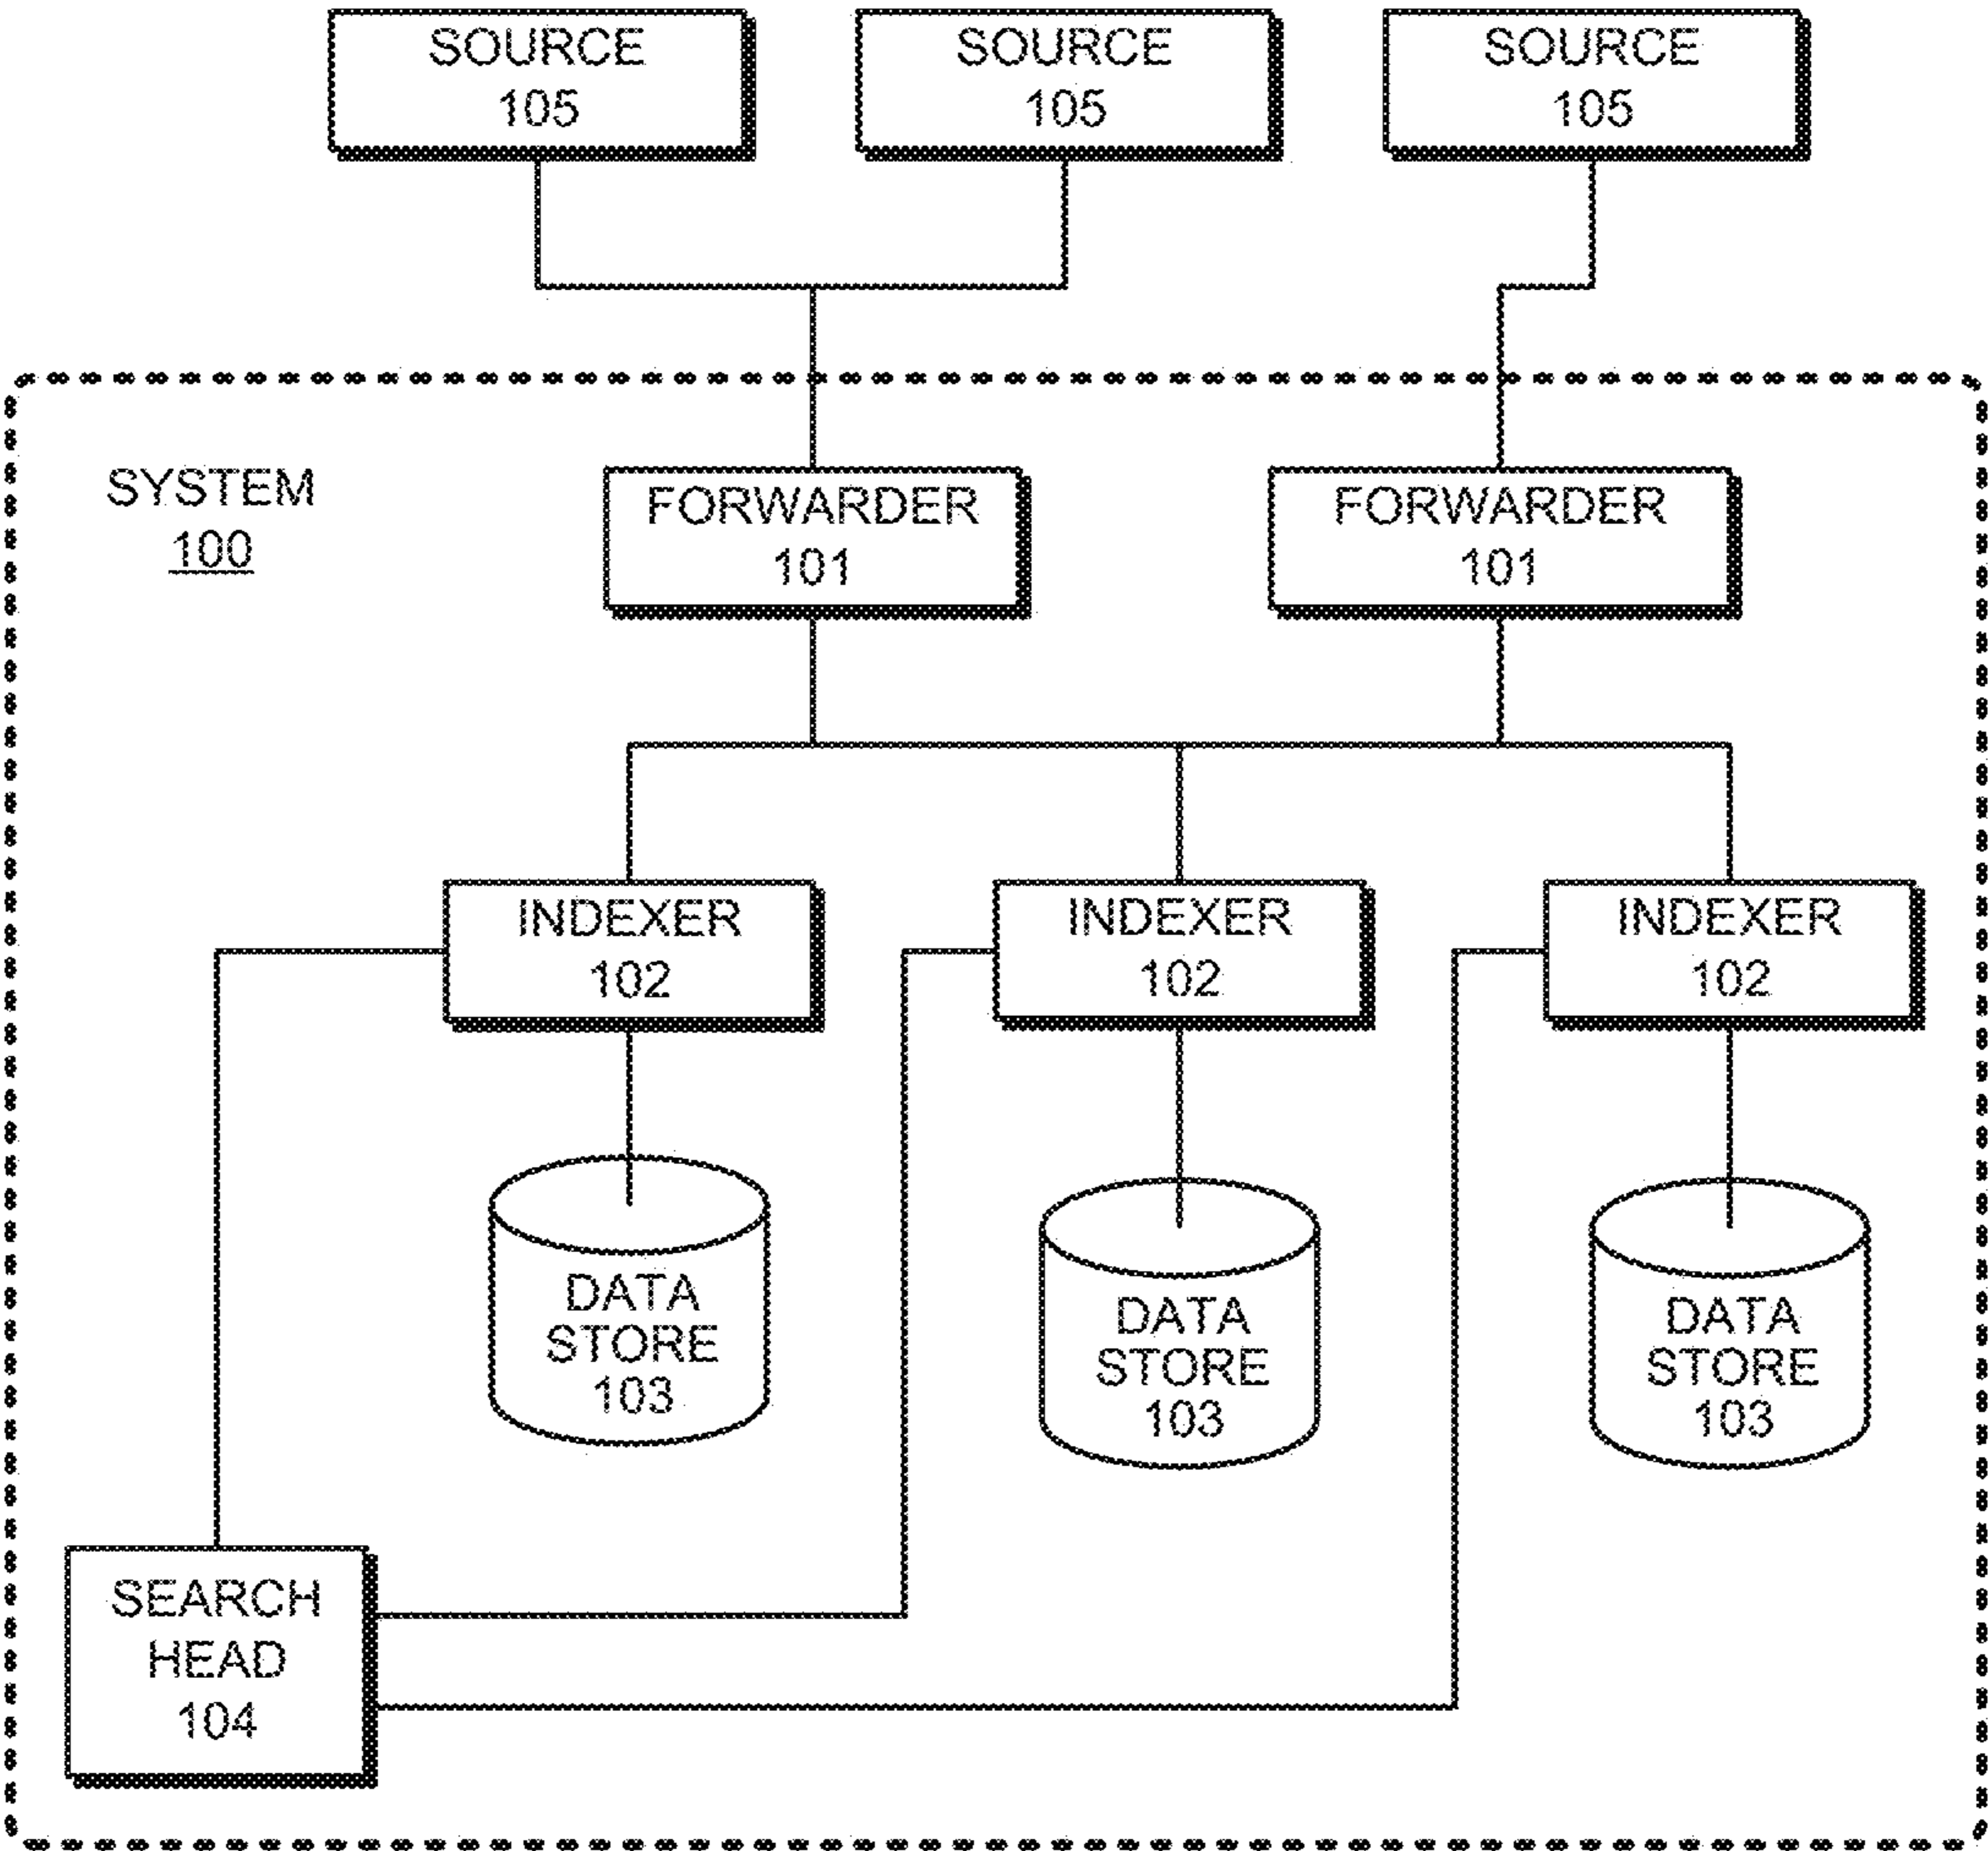 SOURCE
105
SOURCE
105
SOURCE
105
SYSTEM
100
FORWARDER
101
FORWARDER
101
INDEXER
102
INDEXER
102
INDEXER
102
DATA
STORE
103
DATA
STORE
103
DATA
STORE
103
SEARCH
HEAD
104